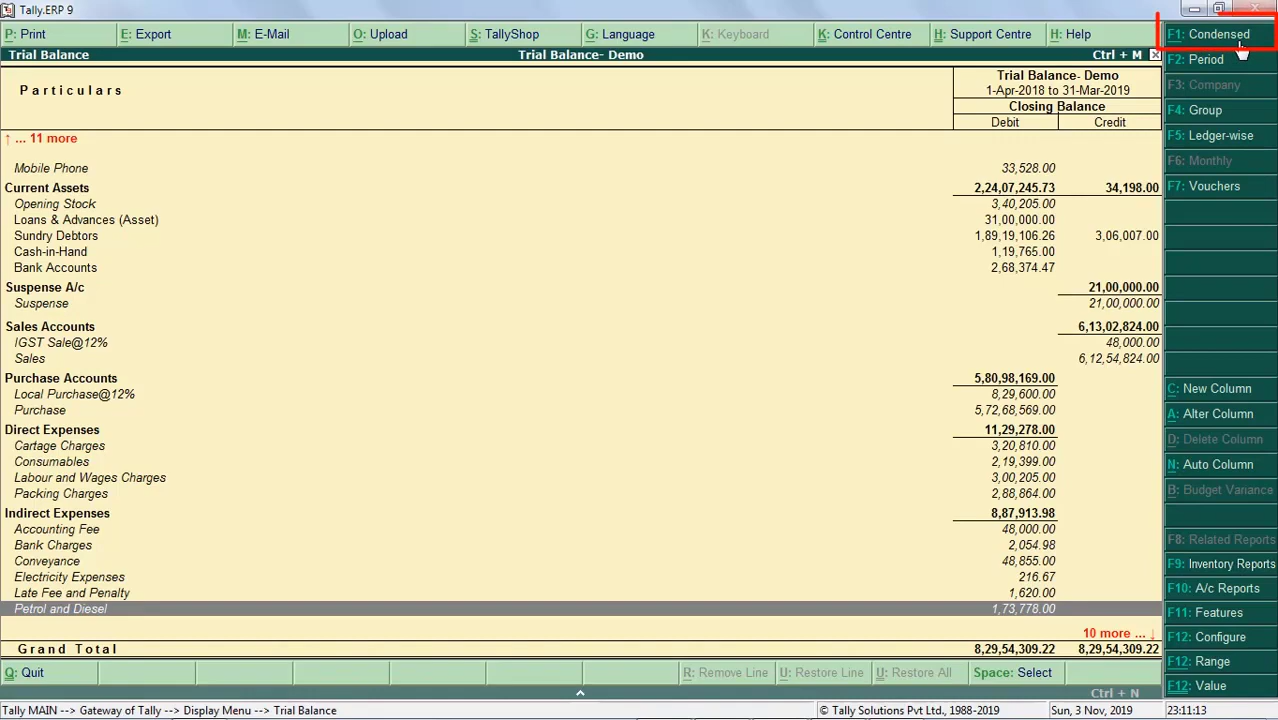 Tally.ERP 9
P: Print E: Export M: E-Mail O: Upload S: TallyShop G: Language K: Keyboard K: Control Centre H: Support Centre H: Help F1: Condensed
Trial Balance Trial Balance- Demo Ctrl + M F2: Period
Trial Balance- Demo
Particulars 1-Apr-2018 to 31-Mar-2019 F3: Company
Closing Balance F4: Group
Debit Credit
↑ ... 11 more F5: Ledger-wise
F6: Monthly
Mobile Phone 33,528.00
Current Assets 2,24,07,245.73 34,198.00 F7: Vouchers
Opening Stock 3,40,205.00
Loans & Advances (Asset) 31,00,000.00
Sundry Debtors 1,89,19,106.26 3,06,007.00
Cash-in-Hand 1,19,765.00
Bank Accounts 2,68,374.47
Suspense A/c 21,00,000.00
Suspense 21,00,000.00
Sales Accounts 6,13,02,824.00
IGST Sale@12% 48,000.00
Sales 6,12,54,824.00
Purchase Accounts 5,80,98,169.00 C: New Column
Local Purchase@12% 8,29,600.00
Purchase 5,72,68,569.00 A: Alter Column
Direct Expenses 11,29,278.00 D: Delete Column
Cartage Charges 3,20,810.00
Consumables 2,19,399.00 N: Auto Column
Labour and Wages Charges 3,00,205.00
Packing Charges 2,88,864.00 B: Budget Variance
Indirect Expenses 8,87,913.98
Accounting Fee 48,000.00
Bank Charges 2,054.98 F8: Related Reports
Conveyance 48,855.00 F9: Inventory Reports
Electricity Expenses 216.67
Late Fee and Penalty 1,620.00 F10: A/c Reports
Petrol and Diesel 1,73,778.00 F11: Features
10 more ... ↓ F12: Configure
Grand Total 8,29,54,309.22 8,29,54,309.22
F12: Range
Q: Quit R: Remove Line U: Restore Line U: Restore All Space: Select F12: Value
Ctrl + N
Tally MAIN --> Gateway of Tally --> Display Menu --> Trial Balance © Tally Solutions Pvt Ltd., 1988-2019 Sun, 3 Nov, 2019 23:11:13